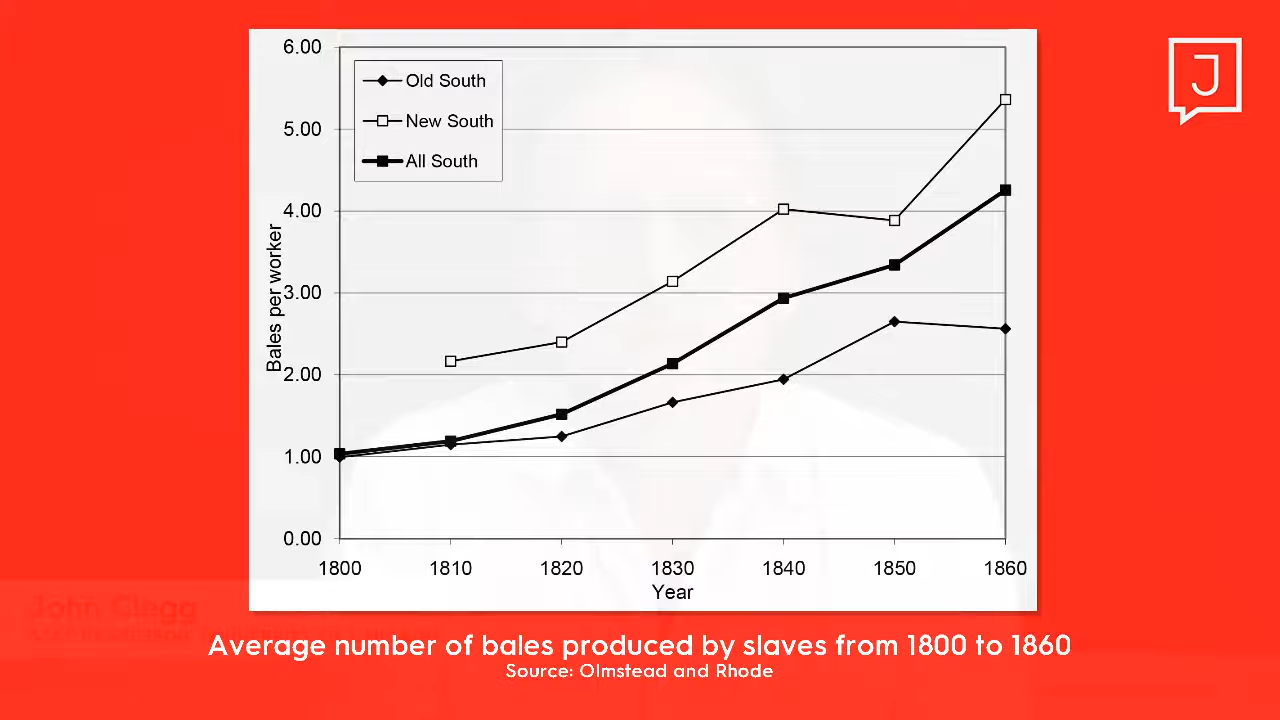 6.00
5.00
4.00
3.00
2.00
1.00
0.00
Bales per worker
Old South
New South
All South
1800 1810 1820 1830 1840 1850 1860
Year
J
John Clegg
Average number of bales produced by slaves from 1800 to 1860
Source: Olmstead and Rhode